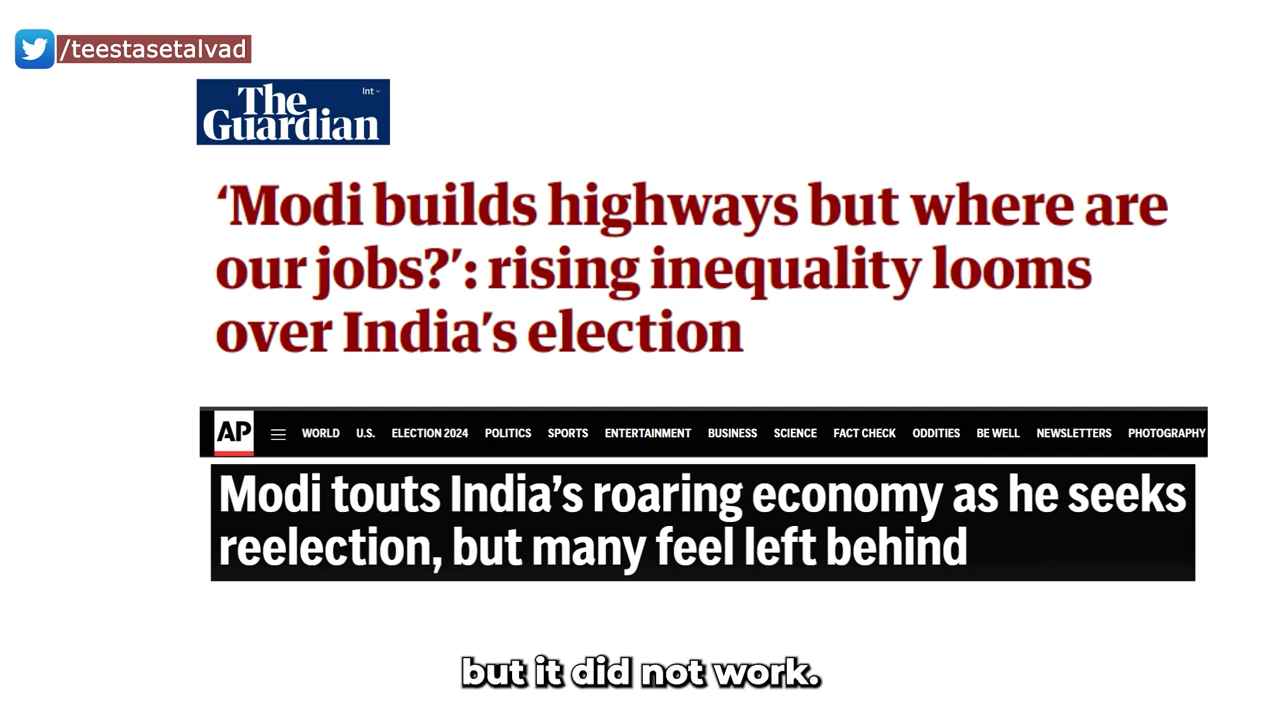 /teestasetalvad
The
Guardian
Int
‘Modi builds highways but where are
our jobs?’: rising inequality looms
over India’s election
AP WORLD U.S. ELECTION 2024 POLITICS SPORTS ENTERTAINMENT BUSINESS SCIENCE FACT CHECK ODDITIES BE WELL NEWSLETTERS PHOTOGRAPHY
Modi touts India’s roaring economy as he seeks
reelection, but many feel left behind
but it did not work.